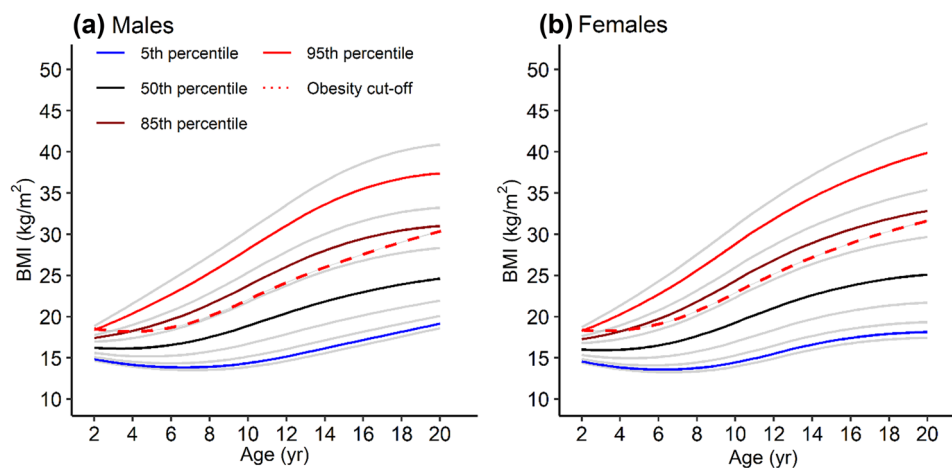 (a) Males
5th percentile
95th percentile
50th percentile
Obesity cut-off
85th percentile
BMI (kg/m²)
50
45
40
35
30
25
20
15
10
2 4 6 8 10 12 14 16 18 20
Age (yr)
(b) Females
BMI (kg/m²)
50
45
40
35
30
25
20
15
10
2 4 6 8 10 12 14 16 18 20
Age (yr)